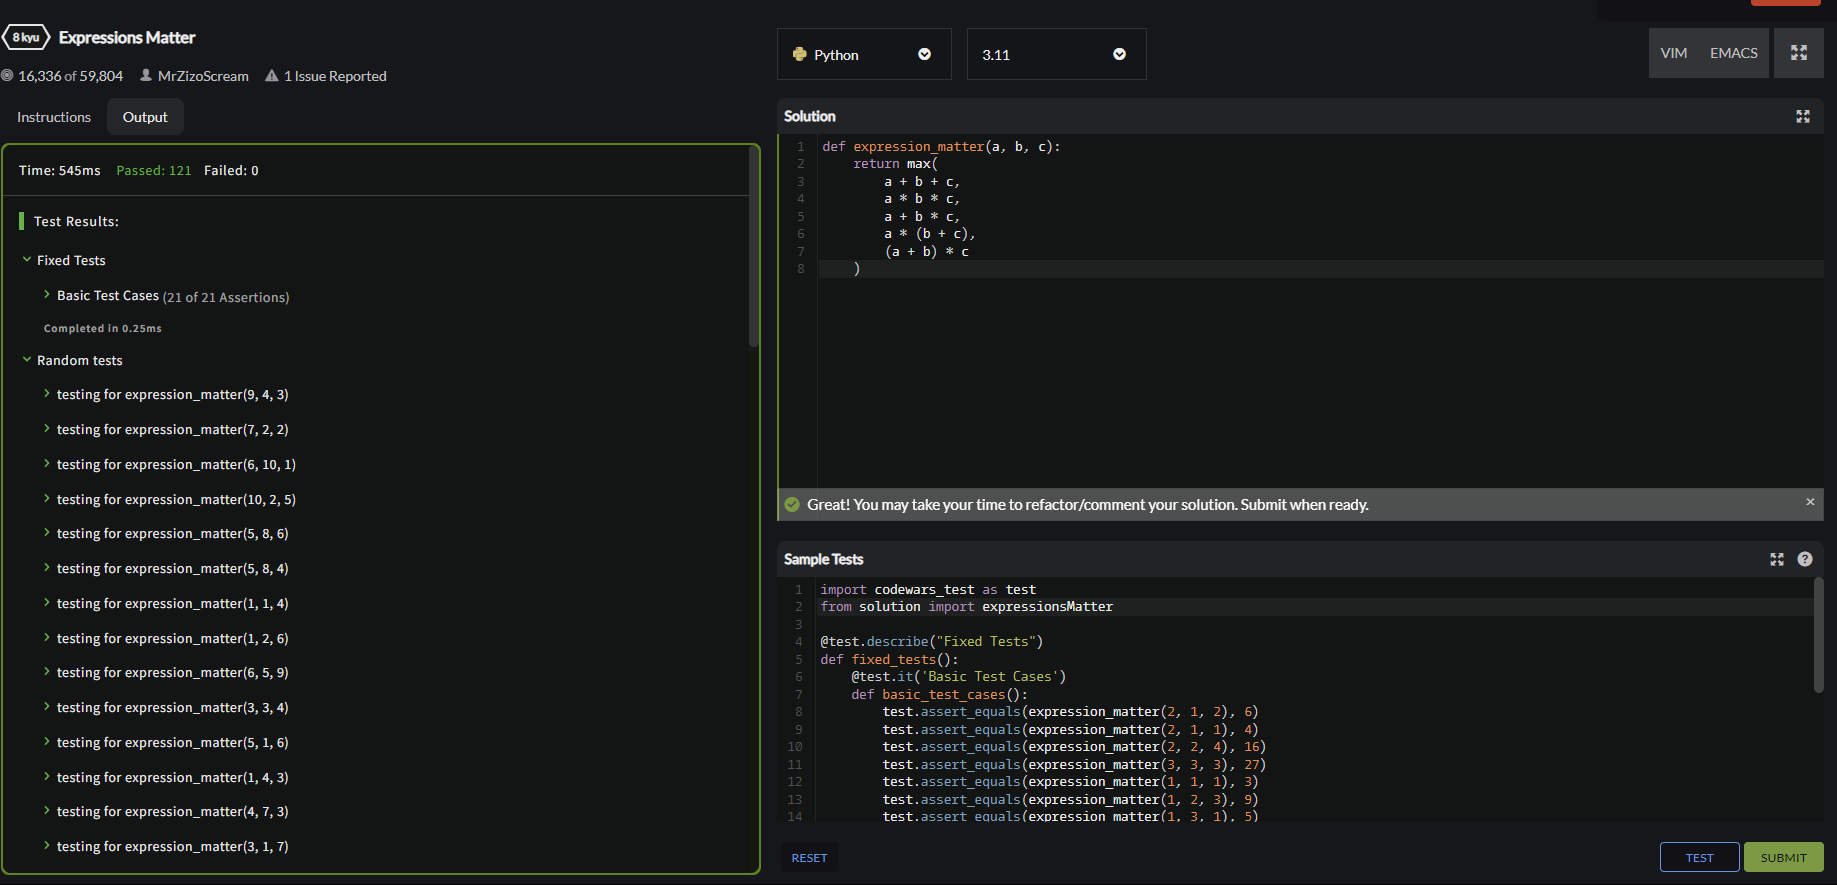 8 kyu Expressions Matter
16,336 of 59,804 MrZizoScream 1 Issue Reported
Instructions Output
Time: 545ms Passed: 121 Failed: 0
Test Results:
Fixed Tests
Basic Test Cases (21 of 21 Assertions)
Completed in 0.25ms
Random tests
testing for expression_matter(9, 4, 3)
testing for expression_matter(7, 2, 2)
testing for expression_matter(6, 10, 1)
testing for expression_matter(10, 2, 5)
testing for expression_matter(5, 8, 6)
testing for expression_matter(5, 8, 4)
testing for expression_matter(1, 1, 4)
testing for expression_matter(1, 2, 6)
testing for expression_matter(6, 5, 9)
testing for expression_matter(3, 3, 4)
testing for expression_matter(5, 1, 6)
testing for expression_matter(1, 4, 3)
testing for expression_matter(4, 7, 3)
testing for expression_matter(3, 1, 7)
Python 3.11 VIM EMACS
Solution
1 def expression_matter(a, b, c):
2     return max(
3         a + b + c,
4         a * b * c,
5         a + b * c,
6         a * (b + c),
7         (a + b) * c
8     )
Great! You may take your time to refactor/comment your solution. Submit when ready. ×
Sample Tests ?
1 import codewars_test as test
2 from solution import expressionsMatter
3
4 @test.describe("Fixed Tests")
5 def fixed_tests():
6     @test.it('Basic Test Cases')
7     def basic_test_cases():
8         test.assert_equals(expression_matter(2, 1, 2), 6)
9         test.assert_equals(expression_matter(2, 1, 1), 4)
10         test.assert_equals(expression_matter(2, 2, 4), 16)
11         test.assert_equals(expression_matter(3, 3, 3), 27)
12         test.assert_equals(expression_matter(1, 1, 1), 3)
13         test.assert_equals(expression_matter(1, 2, 3), 9)
14         test.assert_equals(expression_matter(1, 3, 1), 5)
RESET TEST SUBMIT